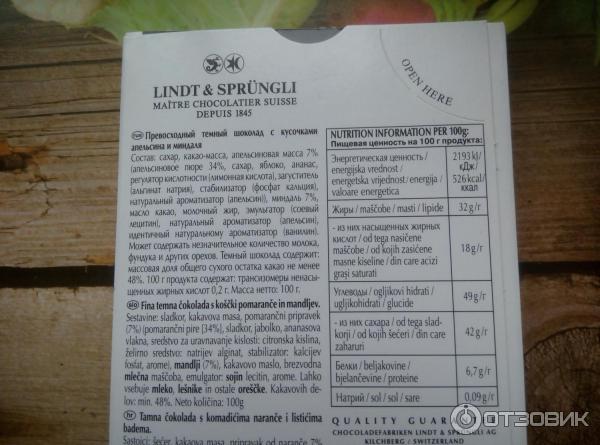 LINDT & SPRÜNGLI
MAÎTRE CHOCOLATIER SUISSE
DEPUIS 1845
OPEN HERE
Превосходный темный шоколад с кусочками
апельсина и миндаля
Состав: сахар, какао-масса, апельсиновая масса 7%
(апельсиновое пюре 34%, сахар, яблоко, ананас,
регулятор кислотности (лимонная кислота), загуститель
(альгинат натрия), стабилизатор (фосфат кальция),
натуральный ароматизатор (апельсин)), миндаль 7%,
масло какао, молочный жир, эмульгатор (соевый
лецитин), натуральный ароматизатор (апельсин),
идентичный натуральному ароматизатор (ванилин).
Может содержать незначительное количество молока,
фундука и других орехов. Темный шоколад содержит:
массовая доля общего сухого остатка какао не менее
48%. 100 г продукта содержат: трансизомеры ненасы-
щенных жирных кислот 0,2 г. Масса нетто: 100 г.
Fina temna čokolada s koščki pomaranče in mandljev.
Sestavine: sladkor, kakavova masa, pomarančni pripravek
(7%) (pomarančni pire [34%], sladkor, jabolko, ananasova
vlakna, sredstvo za uravnavanje kislosti: citronska kislina,
želirno sredstvo: natrijev alginat, stabilizator: kalcijev
fosfat, arome), mandlji (7%), kakavovo maslo, brezvodna
mlečna maščoba, emulgator: sojin lecitin, arome. Lahko
vsebuje mleko, lešnike in ostale oreščke. Kakavovih de-
lov: min. 48%. Neto količina: 100g
hr Tamna čokolada s komadićima naranče i listićima
badema.
Sastojci: šećer, kakaova masa, pripravak od naranče 7%
NUTRITION INFORMATION PER 100g:
Пищевая ценность на 100 г продукта:
Энергетическая ценность / energijska vrednost / energetska vrijednost / energija / valoare energetica 2193 kJ/кДж/ 526 kcal/ккал
Жиры / maščobe / masti / lipide 32 g/г
- из них насыщенных жирных кислот / od tega nasičene maščobe / od kojih zasićene masne kiseline / din care acizi grași saturati 18 g/г
Углеводы / ogljikovi hidrati / ugljikohidrati / glucide 49 g/г
- из них сахара / od tega sladkorji / od kojih šećeri / din care zaharuri 42 g/г
Белки / beljakovine / bjelančevine / proteine 6,7 g/г
Натрий / sol / sol / sare 0,09 g/г
QUALITY GUAR
CHOCOLADEFABRIKEN LINDT & SPRÜNGLI AG
KILCHBERG / SWITZERLAND
ОТЗОВИК